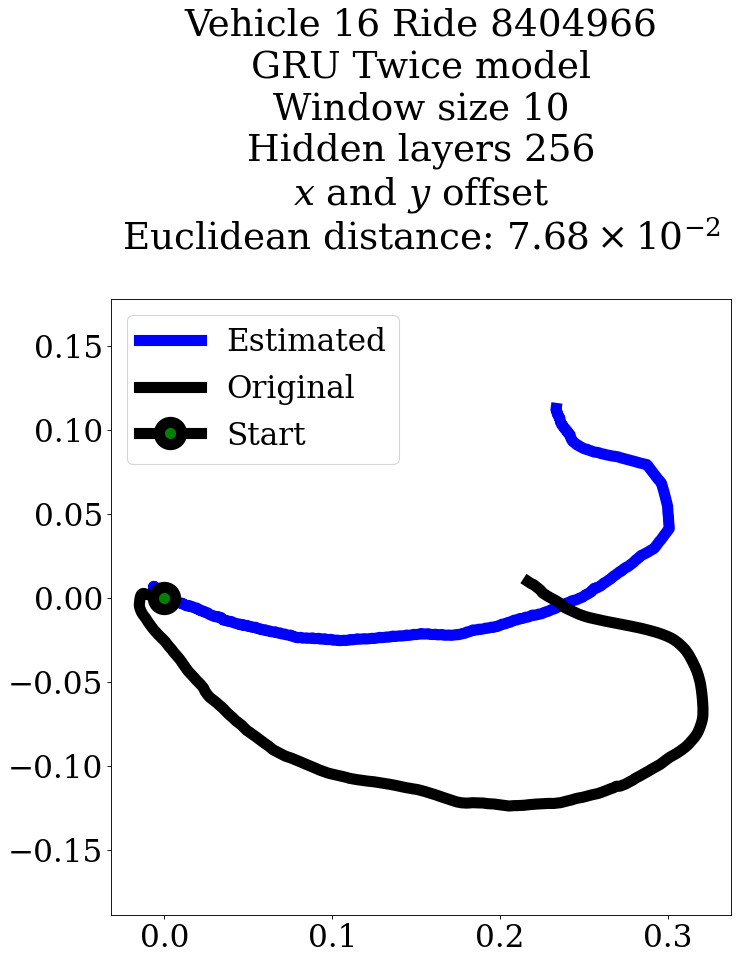 Vehicle 16 Ride 8404966
GRU Twice model
Window size 10
Hidden layers 256
x and y offset
Euclidean distance: 7.68 × 10⁻²
Estimated
Original
Start
0.15
0.10
0.05
0.00
−0.05
−0.10
−0.15
0.0 0.1 0.2 0.3